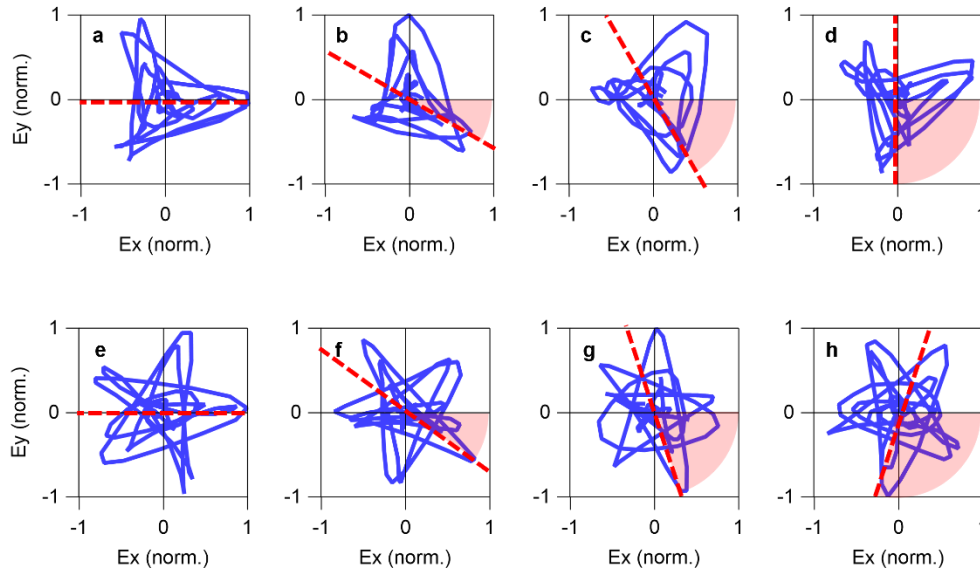 a b c d
1 1 1 1
Ey (norm.)
0 0 0 0
-1 -1 -1 -1
-1 0 1 -1 0 1 -1 0 1 -1 0 1
Ex (norm.) Ex (norm.) Ex (norm.) Ex (norm.)
e f g h
1 1 1 1
Ey (norm.)
0 0 0 0
-1 -1 -1 -1
-1 0 1 -1 0 1 -1 0 1 -1 0 1
Ex (norm.) Ex (norm.) Ex (norm.) Ex (norm.)